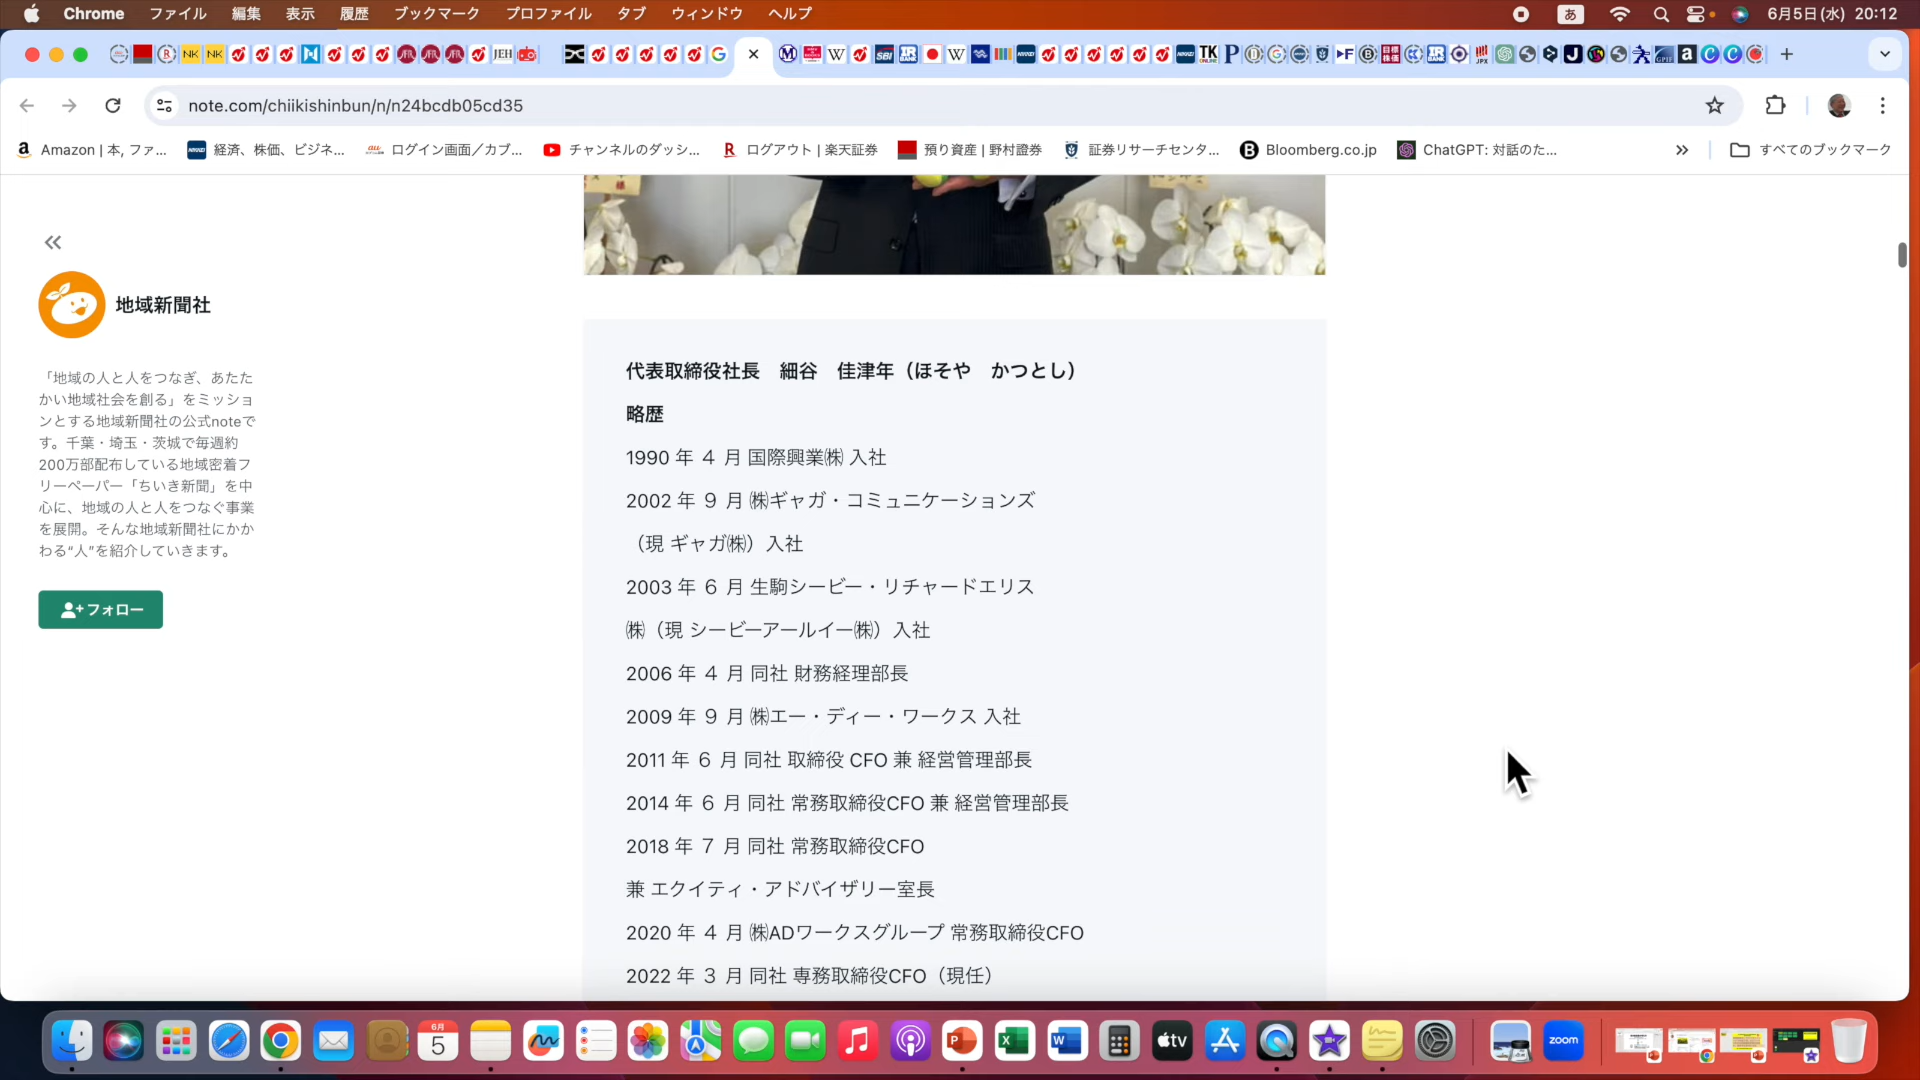 Chrome ファイル 編集 表示 履歴 ブックマーク プロファイル タブ ウィンドウ ヘルプ あ 6月5日(水) 20:12
note.com/chiikishinbun/n/n24bcdb05cd35
Amazon | 本, ファ... 経済、株価、ビジネ... ログイン画面／カブ... チャンネルのダッシ... ログアウト | 楽天証券 預り資産 | 野村證券 証券リサーチセンタ... Bloomberg.co.jp ChatGPT: 対話のた... すべてのブックマーク
地域新聞社
「地域の人と人をつなぎ、あたた
かい地域社会を創る」をミッショ
ンとする地域新聞社の公式noteで
す。千葉・埼玉・茨城で毎週約
200万部配布している地域密着フ
リーペーパー「ちいき新聞」を中
心に、地域の人と人をつなぐ事業
を展開。そんな地域新聞社にかか
わる“人”を紹介していきます。
フォロー
代表取締役社長　細谷　佳津年（ほそや　かつとし）
略歴
1990 年 ４ 月 国際興業㈱ 入社
2002 年 ９ 月 ㈱ギャガ・コミュニケーションズ
（現 ギャガ㈱）入社
2003 年 ６ 月 生駒シービー・リチャードエリス
㈱（現 シービーアールイー㈱）入社
2006 年 ４ 月 同社 財務経理部長
2009 年 ９ 月 ㈱エー・ディー・ワークス 入社
2011 年 ６ 月 同社 取締役 CFO 兼 経営管理部長
2014 年 ６ 月 同社 常務取締役CFO 兼 経営管理部長
2018 年 ７ 月 同社 常務取締役CFO
兼 エクイティ・アドバイザリー室長
2020 年 ４ 月 ㈱ADワークスグループ 常務取締役CFO
2022 年 ３ 月 同社 専務取締役CFO（現任）
6月
5
tv
zoom